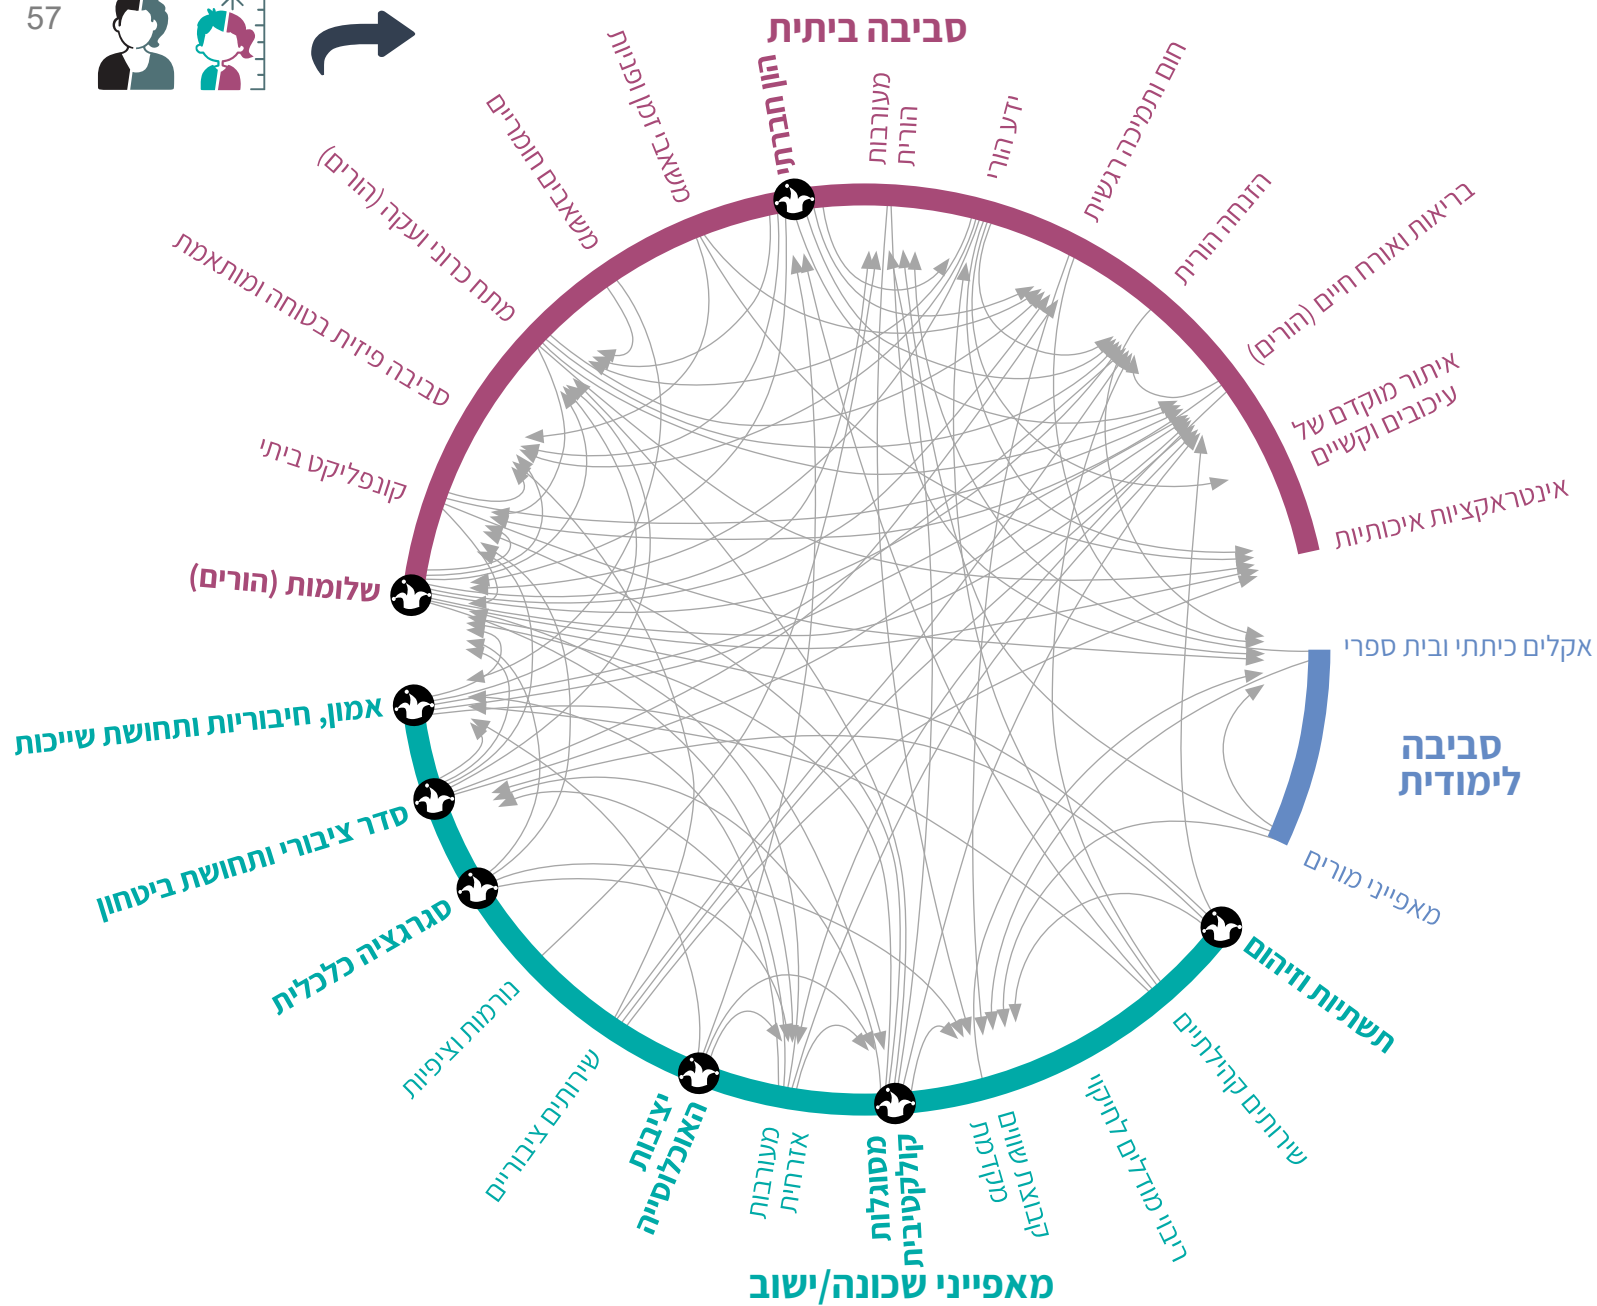 57
סביבה ביתית
הון חברתי
מעורבות
הורית
ידע הורי
חום ותמיכה רגשית
הזנחה הורית
בריאות ואורח חיים (הורים)
איתור מוקדם של
עיכובים וקשיים
אינטראקציות איכותיות
משאבי זמן ופניות
משאבים חומריים
מתח כרוני ועקה (הורים)
סביבה פיזית בטוחה ומותאמת
קונפליקט ביתי
שלומות (הורים)
אקלים כיתתי ובית ספרי
סביבה
לימודית
מאפייני מורים
אמון, חיבוריות ותחושת שייכות
סדר ציבורי ותחושת ביטחון
סגרגציה כלכלית
נורמות וציפיות
שירותים ציבוריים
יציבות
האוכלוסייה
מעורבות
אזרחית
מסוגלות
קולקטיבית
קבוצת שווים
מקדמת
ריבוי מודלים לחיקוי
שירותים קהילתיים
תשתיות וזיהום
מאפייני שכונה/ישוב